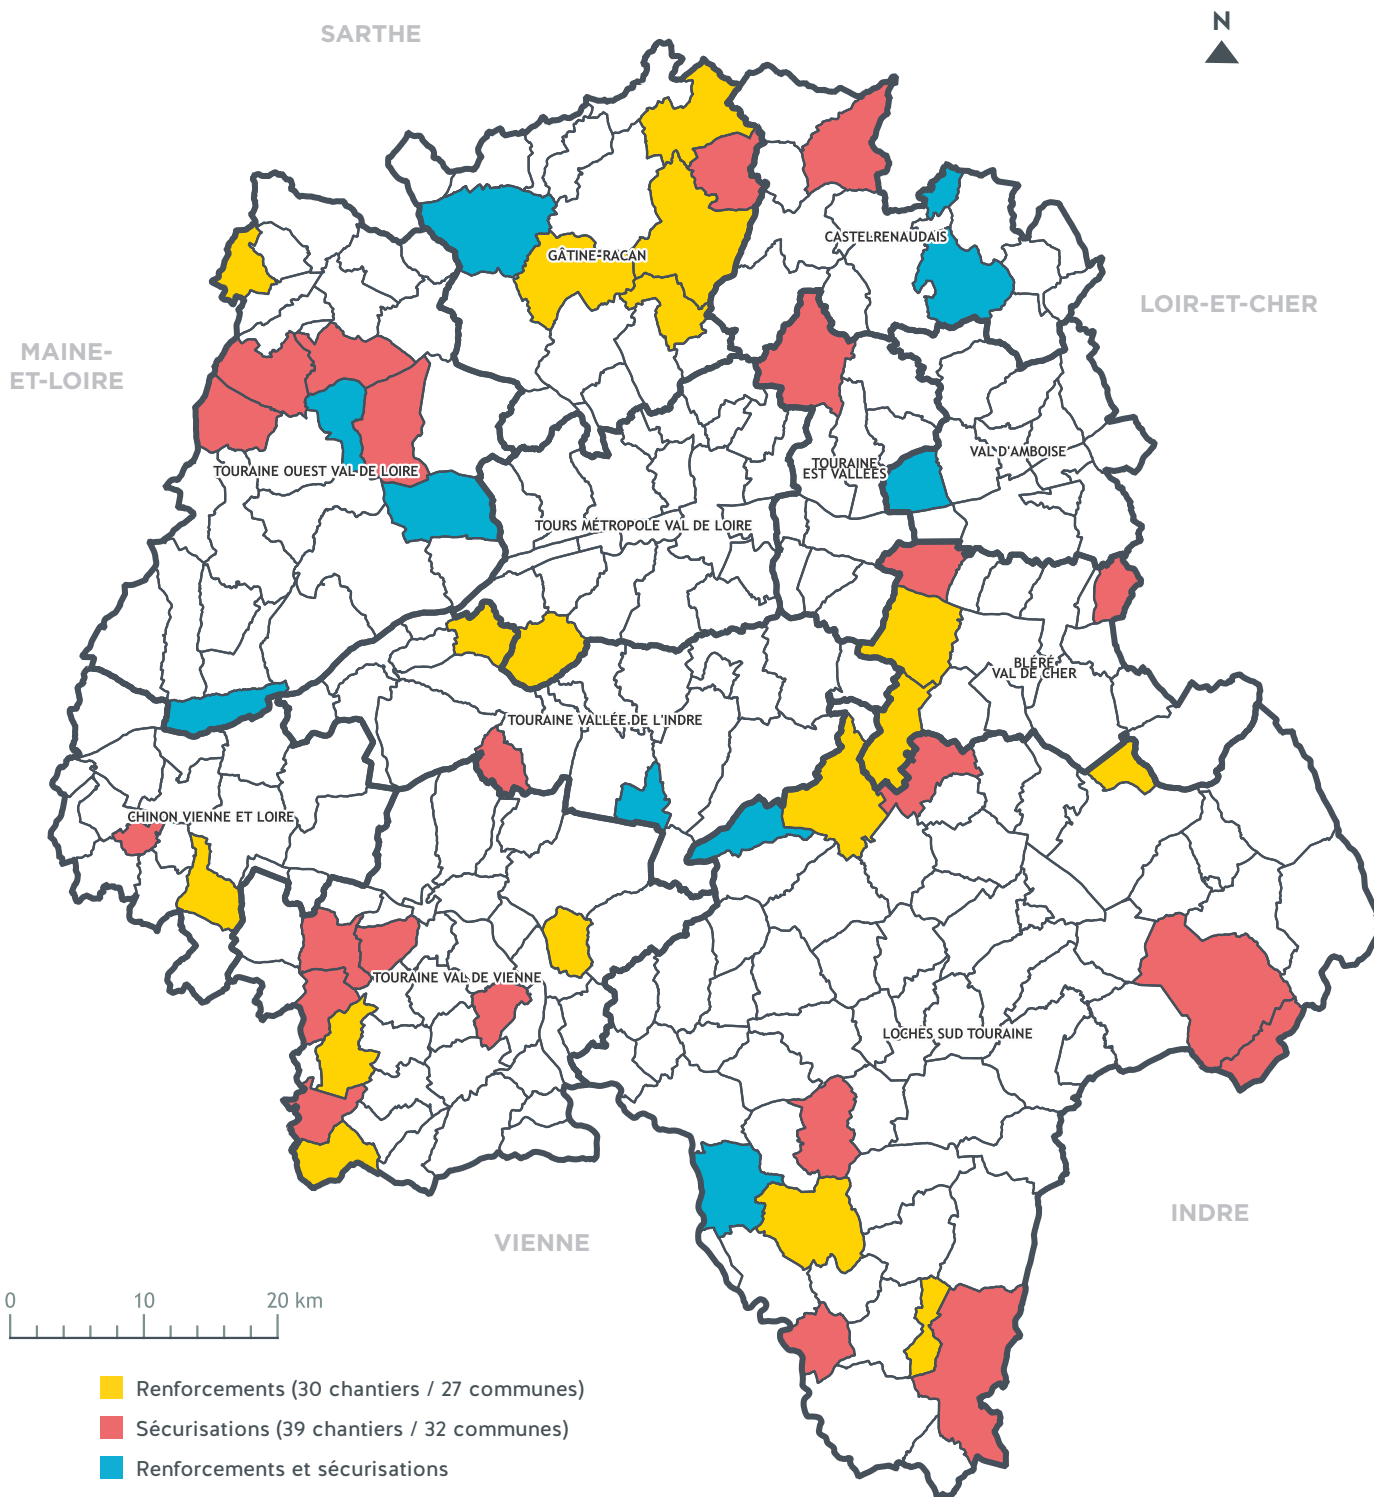 SARTHE
N
CASTELRENAUDAIS
GÂTINE-RACAN
LOIR-ET-CHER
MAINE-
ET-LOIRE
VAL D'AMBOISE
TOURAINE
EST VALLÉES
TOURAINE OUEST VAL DE LOIRE
TOURS MÉTROPOLE VAL DE LOIRE
BLÉRÉ
VAL DE CHER
TOURAINE VALLÉE DE L'INDRE
CHINON VIENNE ET LOIRE
TOURAINE VAL DE VIENNE
LOCHES SUD TOURAINE
INDRE
VIENNE
0 10 20 km
Renforcements (30 chantiers / 27 communes)
Sécurisations (39 chantiers / 32 communes)
Renforcements et sécurisations